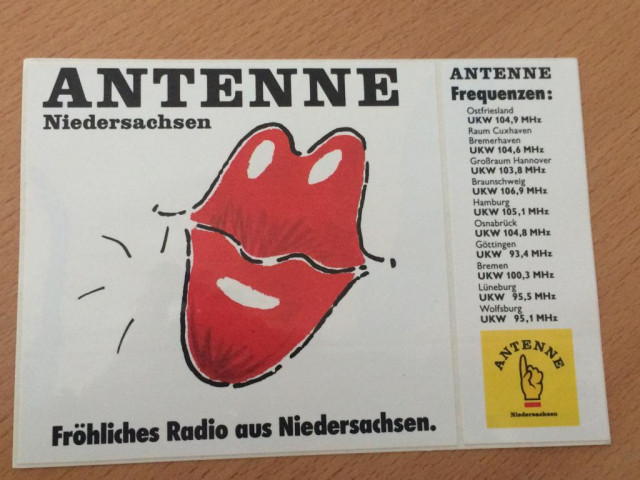 ANTENNE
Niedersachsen
Fröhliches Radio aus Niedersachsen.
ANTENNE
Frequenzen:
Ostfriesland
UKW 104,9 MHz
Raum Cuxhaven
Bremerhaven
UKW 104,6 MHz
Großraum Hannover
UKW 103,8 MHz
Braunschweig
UKW 106,9 MHz
Hamburg
UKW 105,1 MHz
Osnabrück
UKW 104,8 MHz
Göttingen
UKW 93,4 MHz
Bremen
UKW 100,3 MHz
Lüneburg
UKW 95,5 MHz
Wolfsburg
UKW 95,1 MHz
ANTENNE
Niedersachsen